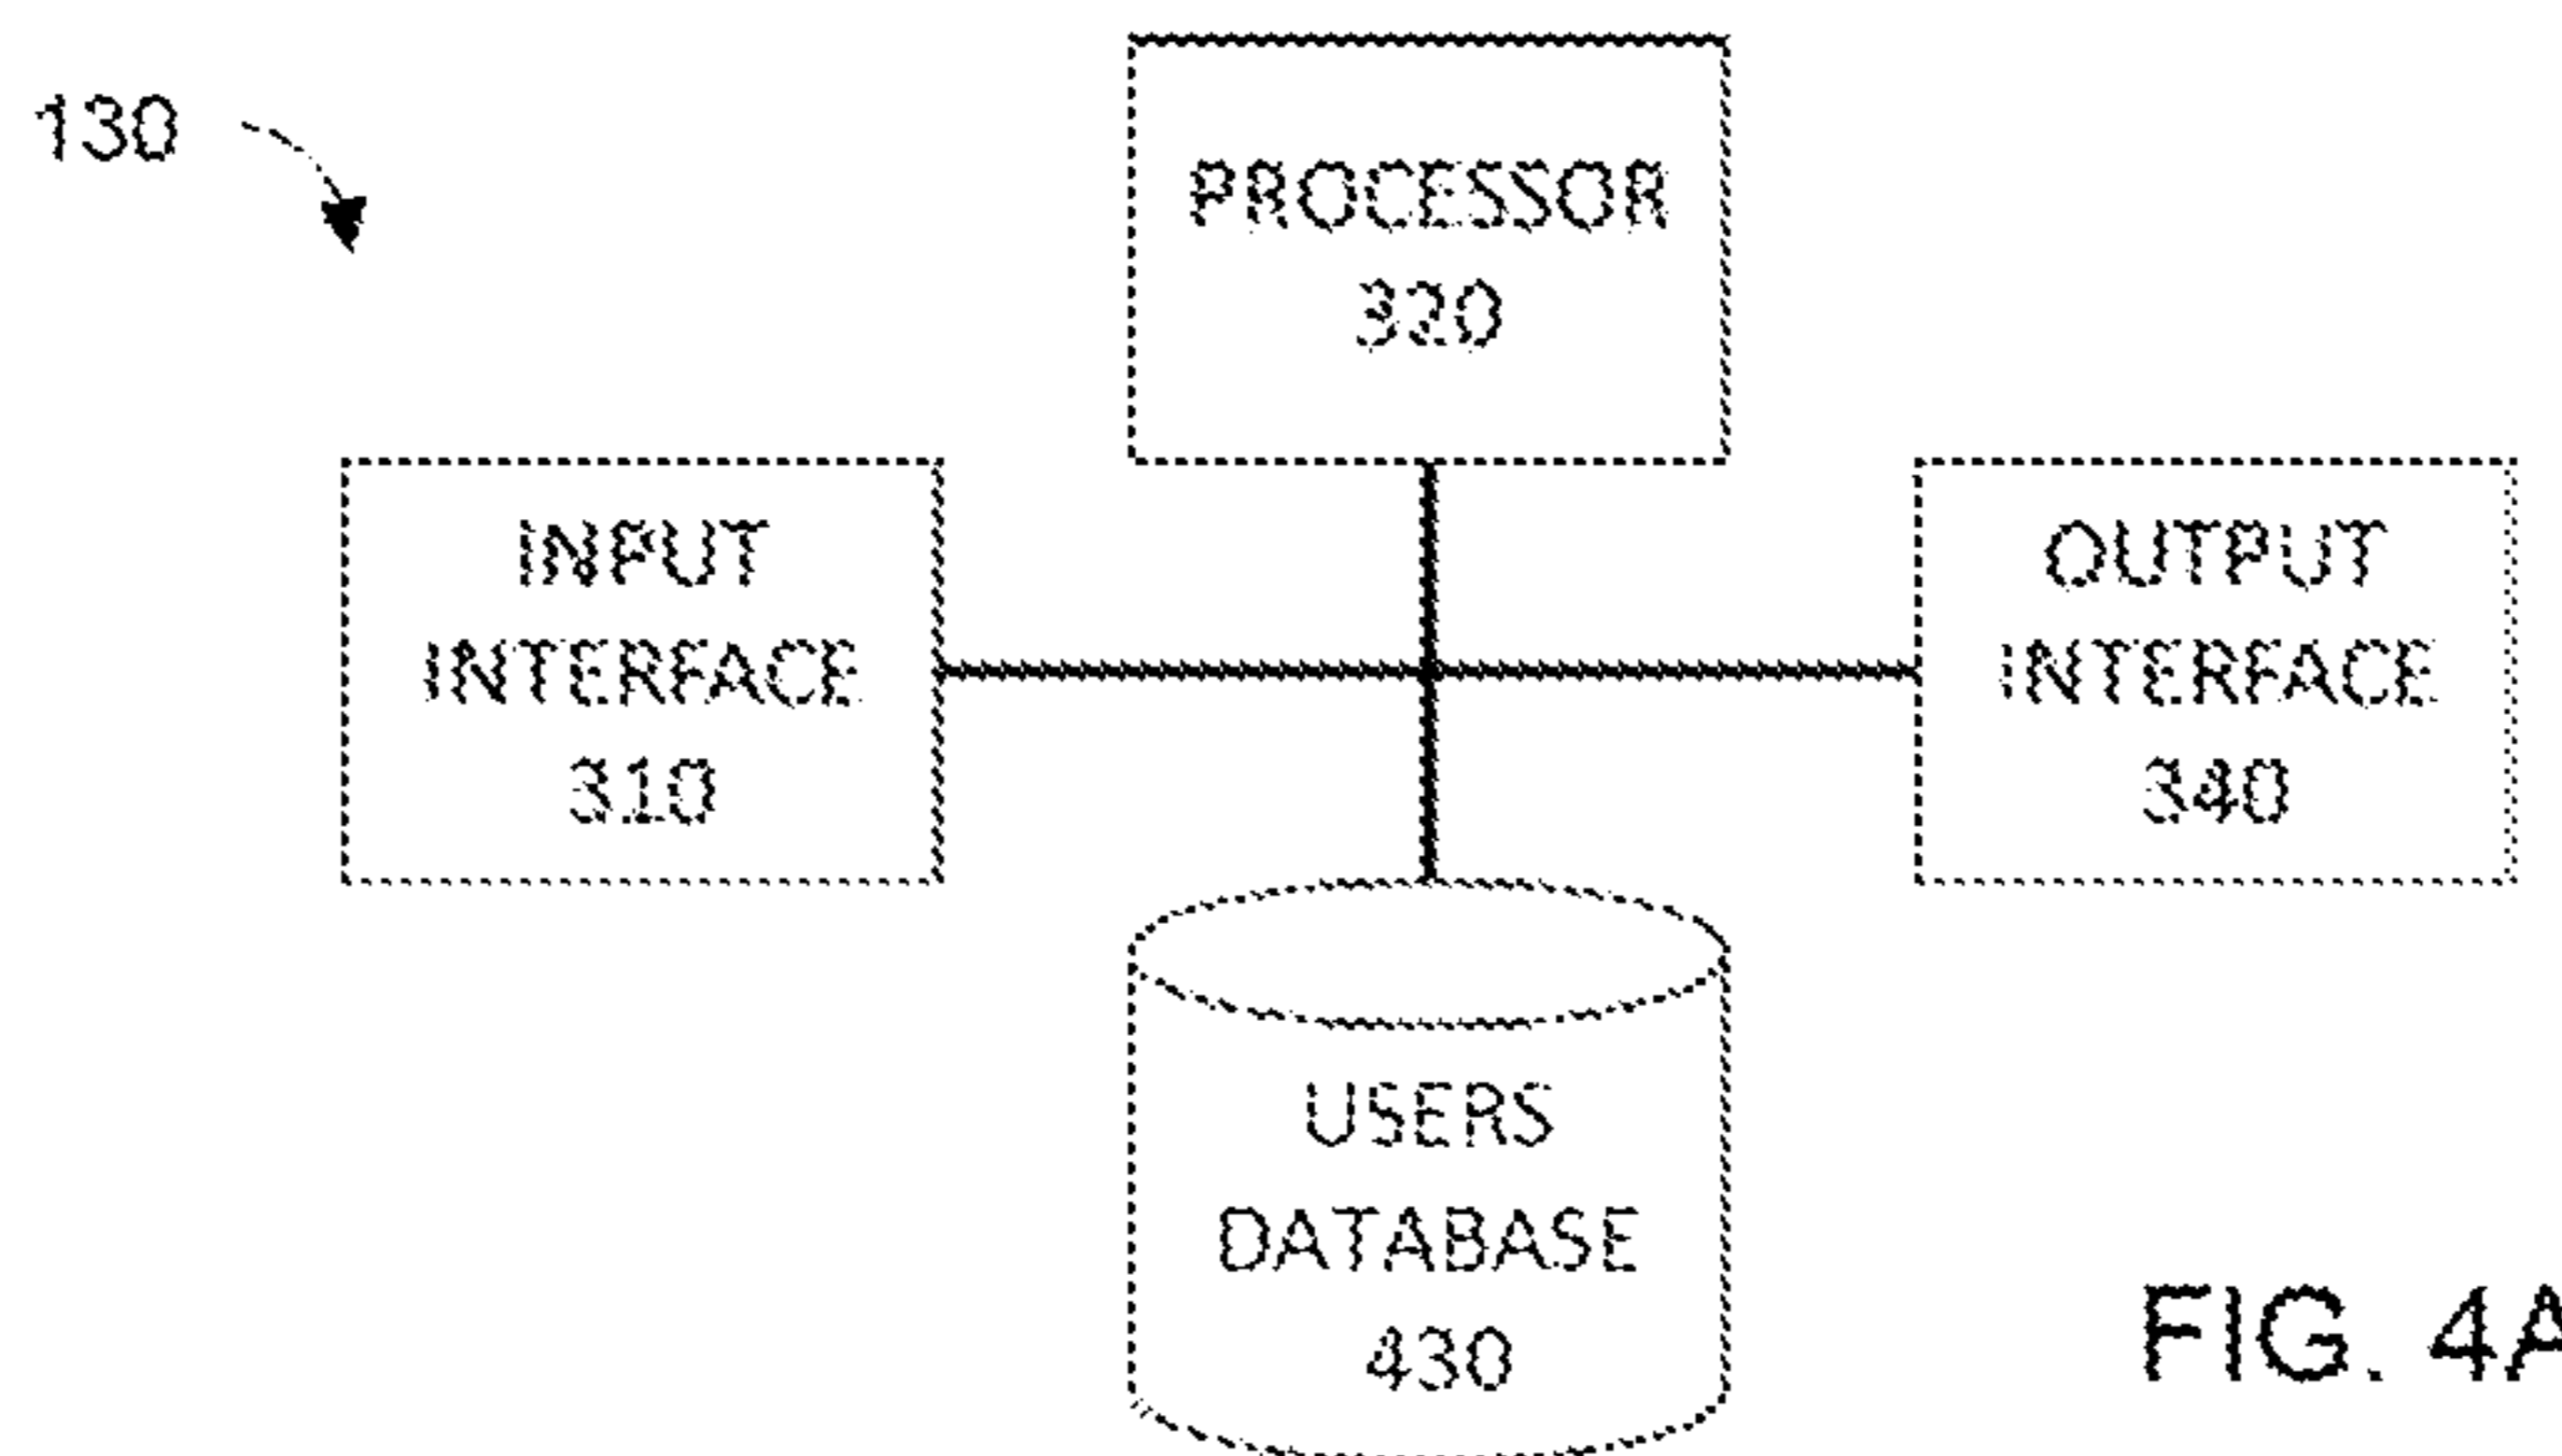 130
PROCESSOR
320
INPUT
INTERFACE
310
OUTPUT
INTERFACE
340
USERS
DATABASE
430
FIG. 4A